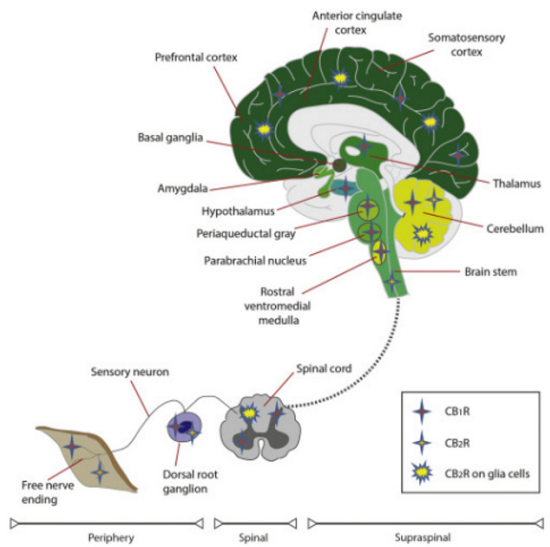 Anterior cingulate
cortex
Somatosensory
cortex
Prefrontal cortex
Basal ganglia
Amygdala
Thalamus
Hypothalamus
Cerebellum
Periaqueductal gray
Parabrachial nucleus
Brain stem
Rostral
ventromedial
medulla
Sensory neuron
Spinal cord
CB1R
CB2R
CB2R on glia cells
Free nerve
ending
Dorsal root
ganglion
Periphery
Spinal
Supraspinal